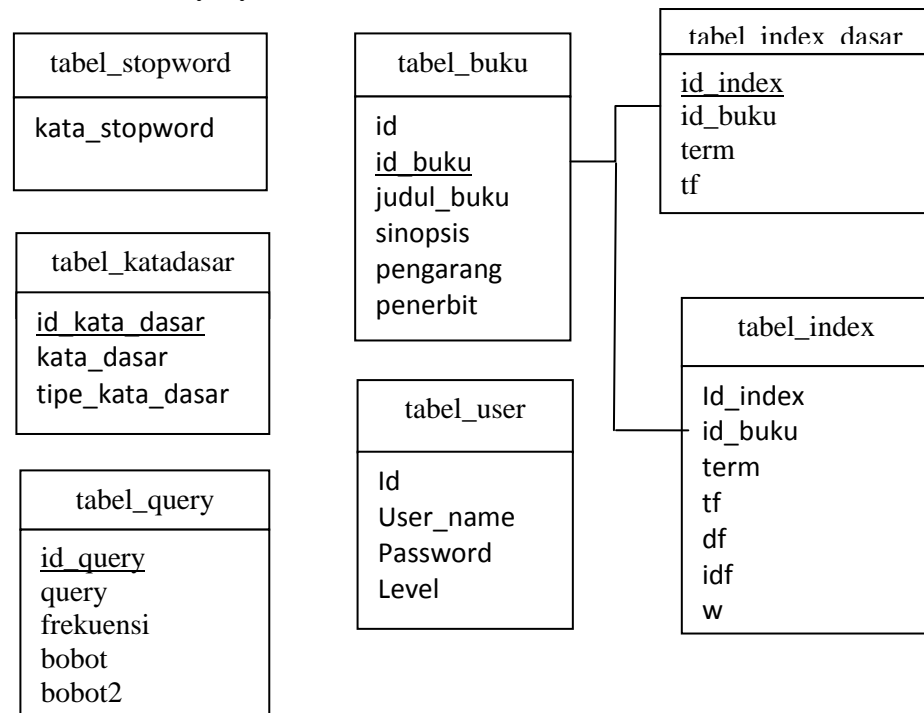 tabel_stopword
kata_stopword
tabel_katadasar
id_kata_dasar
kata_dasar
tipe_kata_dasar
tabel_query
id_query
query
frekuensi
bobot
bobot2
tabel_buku
id
id_buku
judul_buku
sinopsis
pengarang
penerbit
tabel_user
Id
User_name
Password
Level
tabel_index_dasar
id_index
id_buku
term
tf
tabel_index
Id_index
id_buku
term
tf
df
idf
w